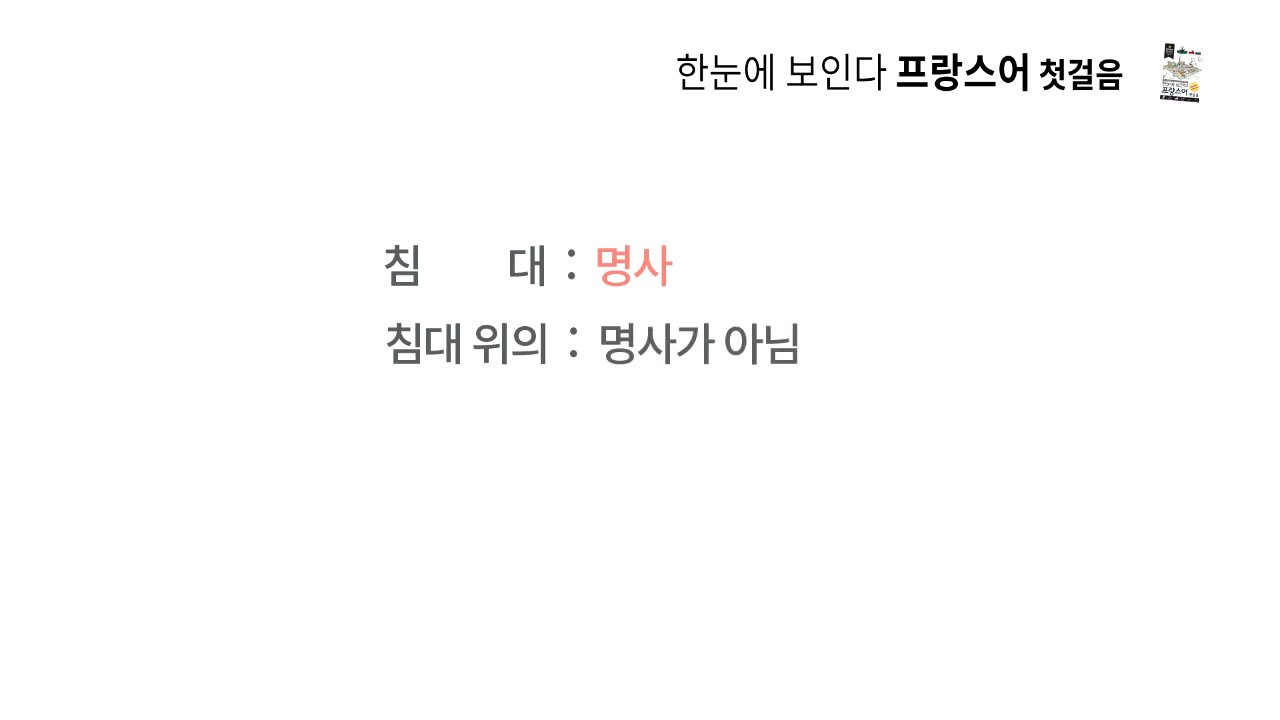 한눈에 보인다 프랑스어 첫걸음
침 대 : 명사
침대 위의 : 명사가 아님